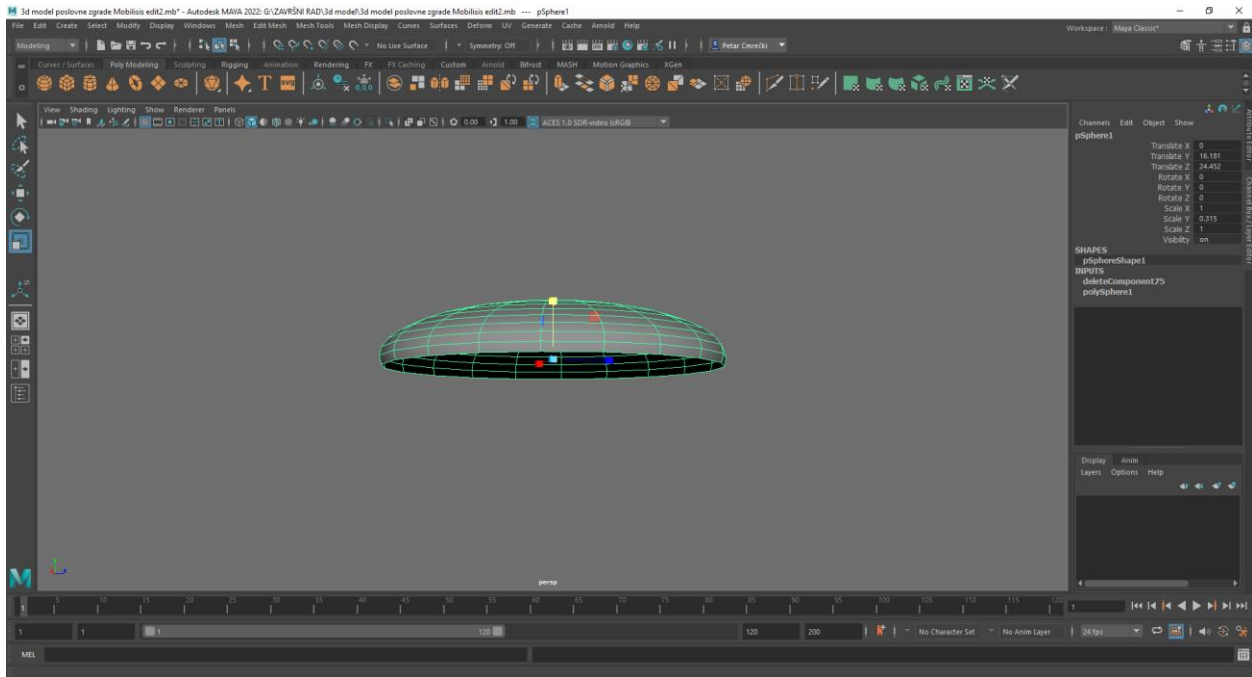 3d model poslovne zgrade Mobilisis edit2.mb* - Autodesk MAYA 2022: G:\ZAVRŠNI RAD\3d model\3d model poslovne zgrade Mobilisis edit2.mb --- pSphere1
File Edit Create Select Modify Display Windows Mesh Edit Mesh Mesh Tools Mesh Display Curves Surfaces Deform UV Generate Cache Arnold Help
Workspace: Maya Classic*
Modeling No Live Surface Symmetry: Off Petar Cmrečki
Curves / Surfaces Poly Modeling Sculpting Rigging Animation Rendering FX FX Caching Custom Arnold Bifrost MASH Motion Graphics XGen
View Shading Lighting Show Renderer Panels
0.00 1.00 ACES 1.0 SDR-video (sRGB)
Channels Edit Object Show
pSphere1
Translate X 0
Translate Y 16.181
Translate Z 24.452
Rotate X 0
Rotate Y 0
Rotate Z 0
Scale X 1
Scale Y 0.315
Scale Z 1
Visibility on
SHAPES
pSphereShape1
INPUTS
deleteComponent75
polySphere1
Attribute Editor
Channel Box / Layer Editor
Display Anim
Layers Options Help
persp
1 5 10 15 20 25 30 35 40 45 50 55 60 65 70 75 80 85 90 95 100 105 110 115 120 1
1 1 1 120 120 200 No Character Set No Anim Layer 24 fps
MEL